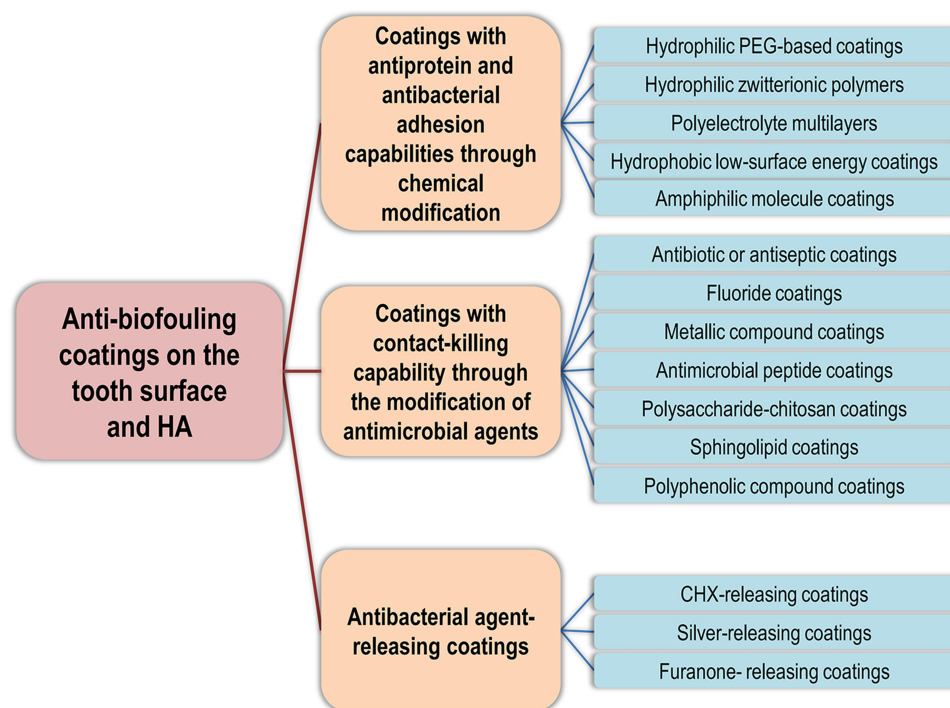 Anti-biofouling
coatings on the
tooth surface
and HA
Coatings with
antiprotein and
antibacterial
adhesion
capabilities through
chemical
modification
Hydrophilic PEG-based coatings
Hydrophilic zwitterionic polymers
Polyelectrolyte multilayers
Hydrophobic low-surface energy coatings
Amphiphilic molecule coatings
Coatings with
contact-killing
capability through
the modification of
antimicrobial agents
Antibiotic or antiseptic coatings
Fluoride coatings
Metallic compound coatings
Antimicrobial peptide coatings
Polysaccharide-chitosan coatings
Sphingolipid coatings
Polyphenolic compound coatings
Antibacterial agent-
releasing coatings
CHX-releasing coatings
Silver-releasing coatings
Furanone- releasing coatings